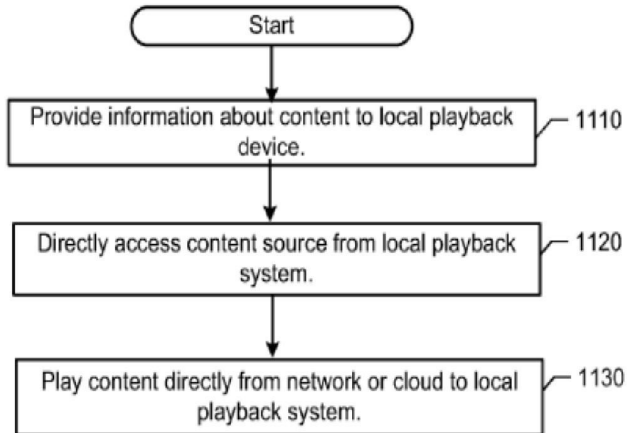 Start
Provide information about content to local playback
device.
1110
Directly access content source from local playback
system.
1120
Play content directly from network or cloud to local
playback system.
1130